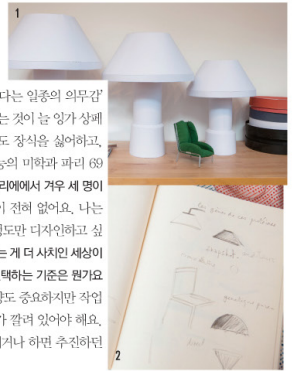 1
다는 일종의 의무감'
는 것이 늘 잉가 상페
도 장식을 싫어하고,
능의 미학과 파리 69
리에에서 겨우 세 명이
이 전혀 없어요. 나는
정도만 디자인하고 싶
는 게 더 사치인 세상이
택하는 기준은 뭔가요
량도 중요하지만 작업
가 깔려 있어야 해요.
거나 하면 추진하던
2